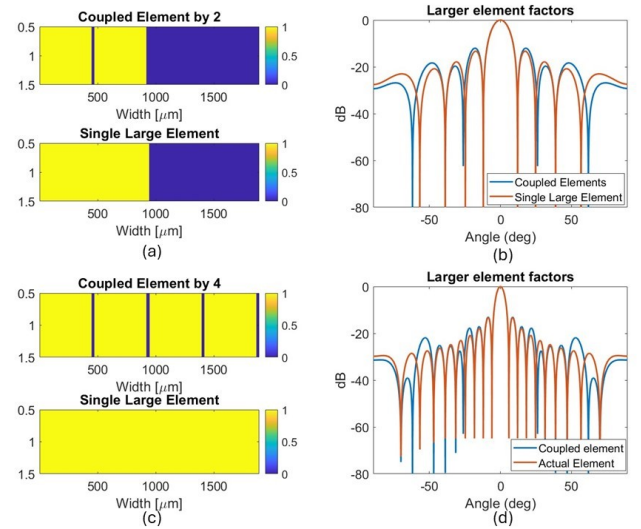 Coupled Element by 2
0.5
1
1.5
500 1000 1500
Width [μm]
1
0.5
0
Single Large Element
0.5
1
1.5
500 1000 1500
Width [μm]
1
0.5
0
(a)
Larger element factors
0
-20
-40
-60
-80
dB
-50 0 50
Angle (deg)
Coupled Elements
Single Large Element
(b)
Coupled Element by 4
0.5
1
1.5
500 1000 1500
Width [μm]
1
0.5
0
Single Large Element
0.5
1
1.5
500 1000 1500
Width [μm]
1
0.5
0
(c)
Larger element factors
0
-20
-40
-60
-80
dB
-50 0 50
Angle (deg)
Coupled element
Actual Element
(d)